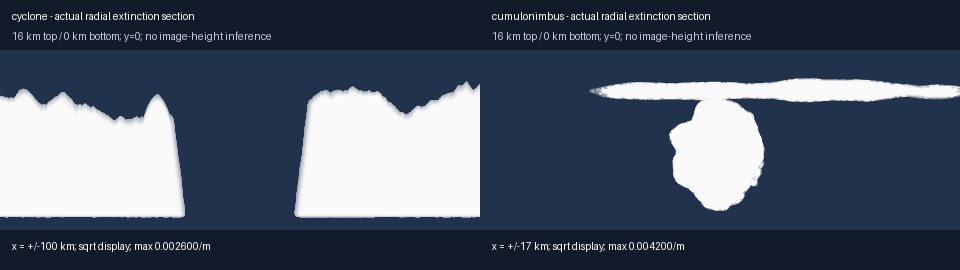 cyclone - actual radial extinction section
16 km top / 0 km bottom; y=0; no image-height inference
cumulonimbus - actual radial extinction section
16 km top / 0 km bottom; y=0; no image-height inference
x = +/-100 km; sqrt display; max 0.002600/m
x = +/-17 km; sqrt display; max 0.004200/m